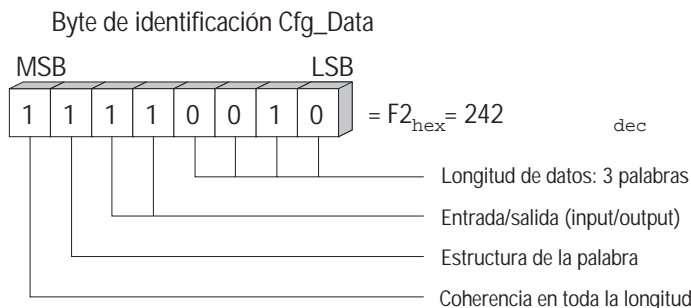 Byte de identificación Cfg_Data
MSB LSB
1 1 1 1 0 0 1 0 = F2hex= 242 dec
Longitud de datos: 3 palabras
Entrada/salida (input/output)
Estructura de la palabra
Coherencia en toda la longitud